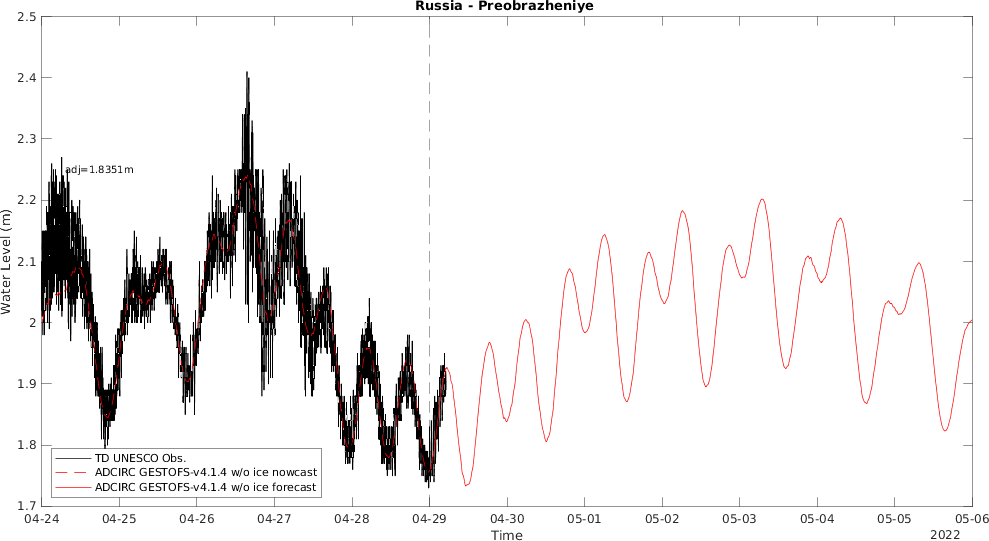 Russia - Preobrazheniye
Water Level (m)
2.5
2.4
2.3
2.2
2.1
2
1.9
1.8
1.7
adj=1.8351m
TD UNESCO Obs.
ADCIRC GESTOFS-v4.1.4 w/o ice nowcast
ADCIRC GESTOFS-v4.1.4 w/o ice forecast
04-24 04-25 04-26 04-27 04-28 04-29 04-30 05-01 05-02 05-03 05-04 05-05 05-06
Time
2022